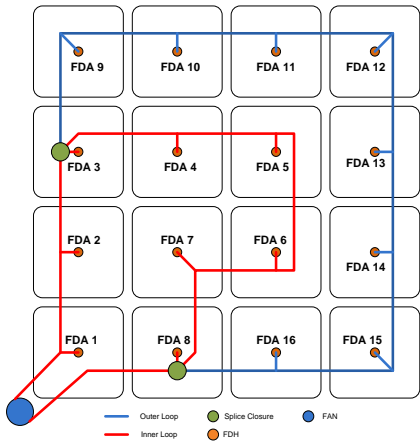 FDA 9 FDA 10 FDA 11 FDA 12
FDA 3 FDA 4 FDA 5 FDA 13
FDA 2 FDA 7 FDA 6 FDA 14
FDA 1 FDA 8 FDA 16 FDA 15
Outer Loop Splice Closure FAN
Inner Loop FDH